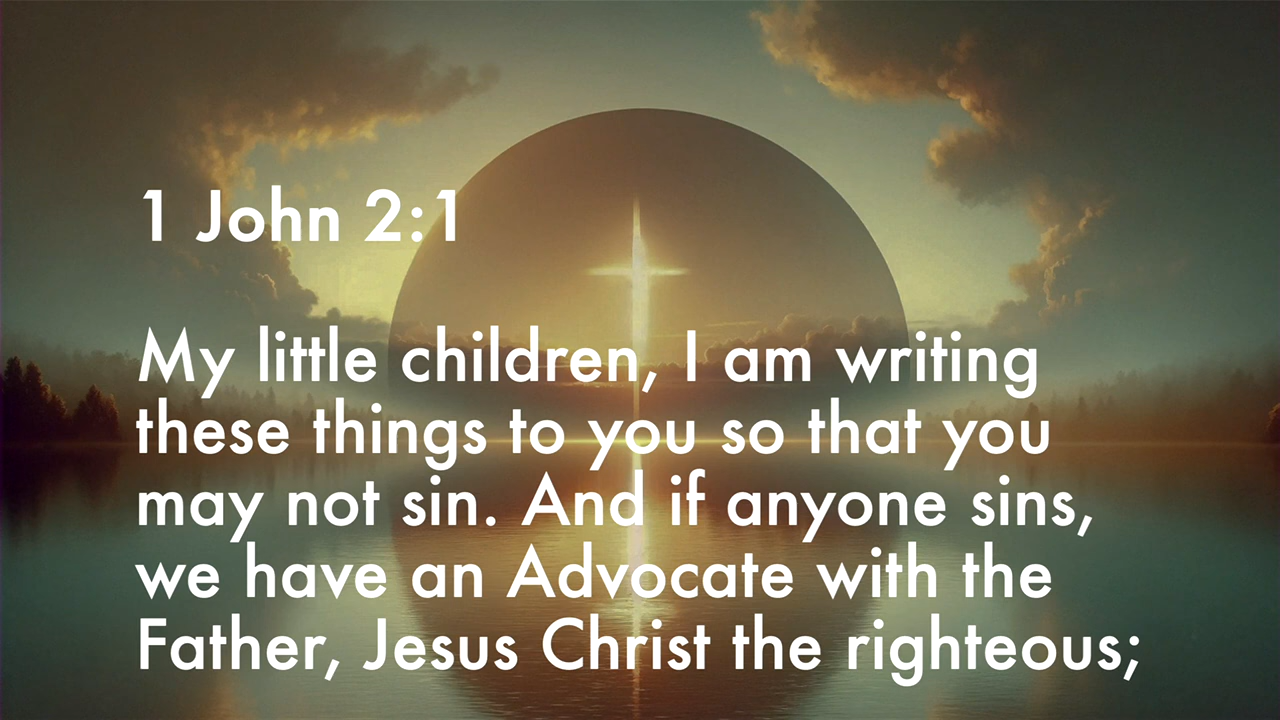 1 John 2:1
My little children, I am writing
these things to you so that you
may not sin. And if anyone sins,
we have an Advocate with the
Father, Jesus Christ the righteous;